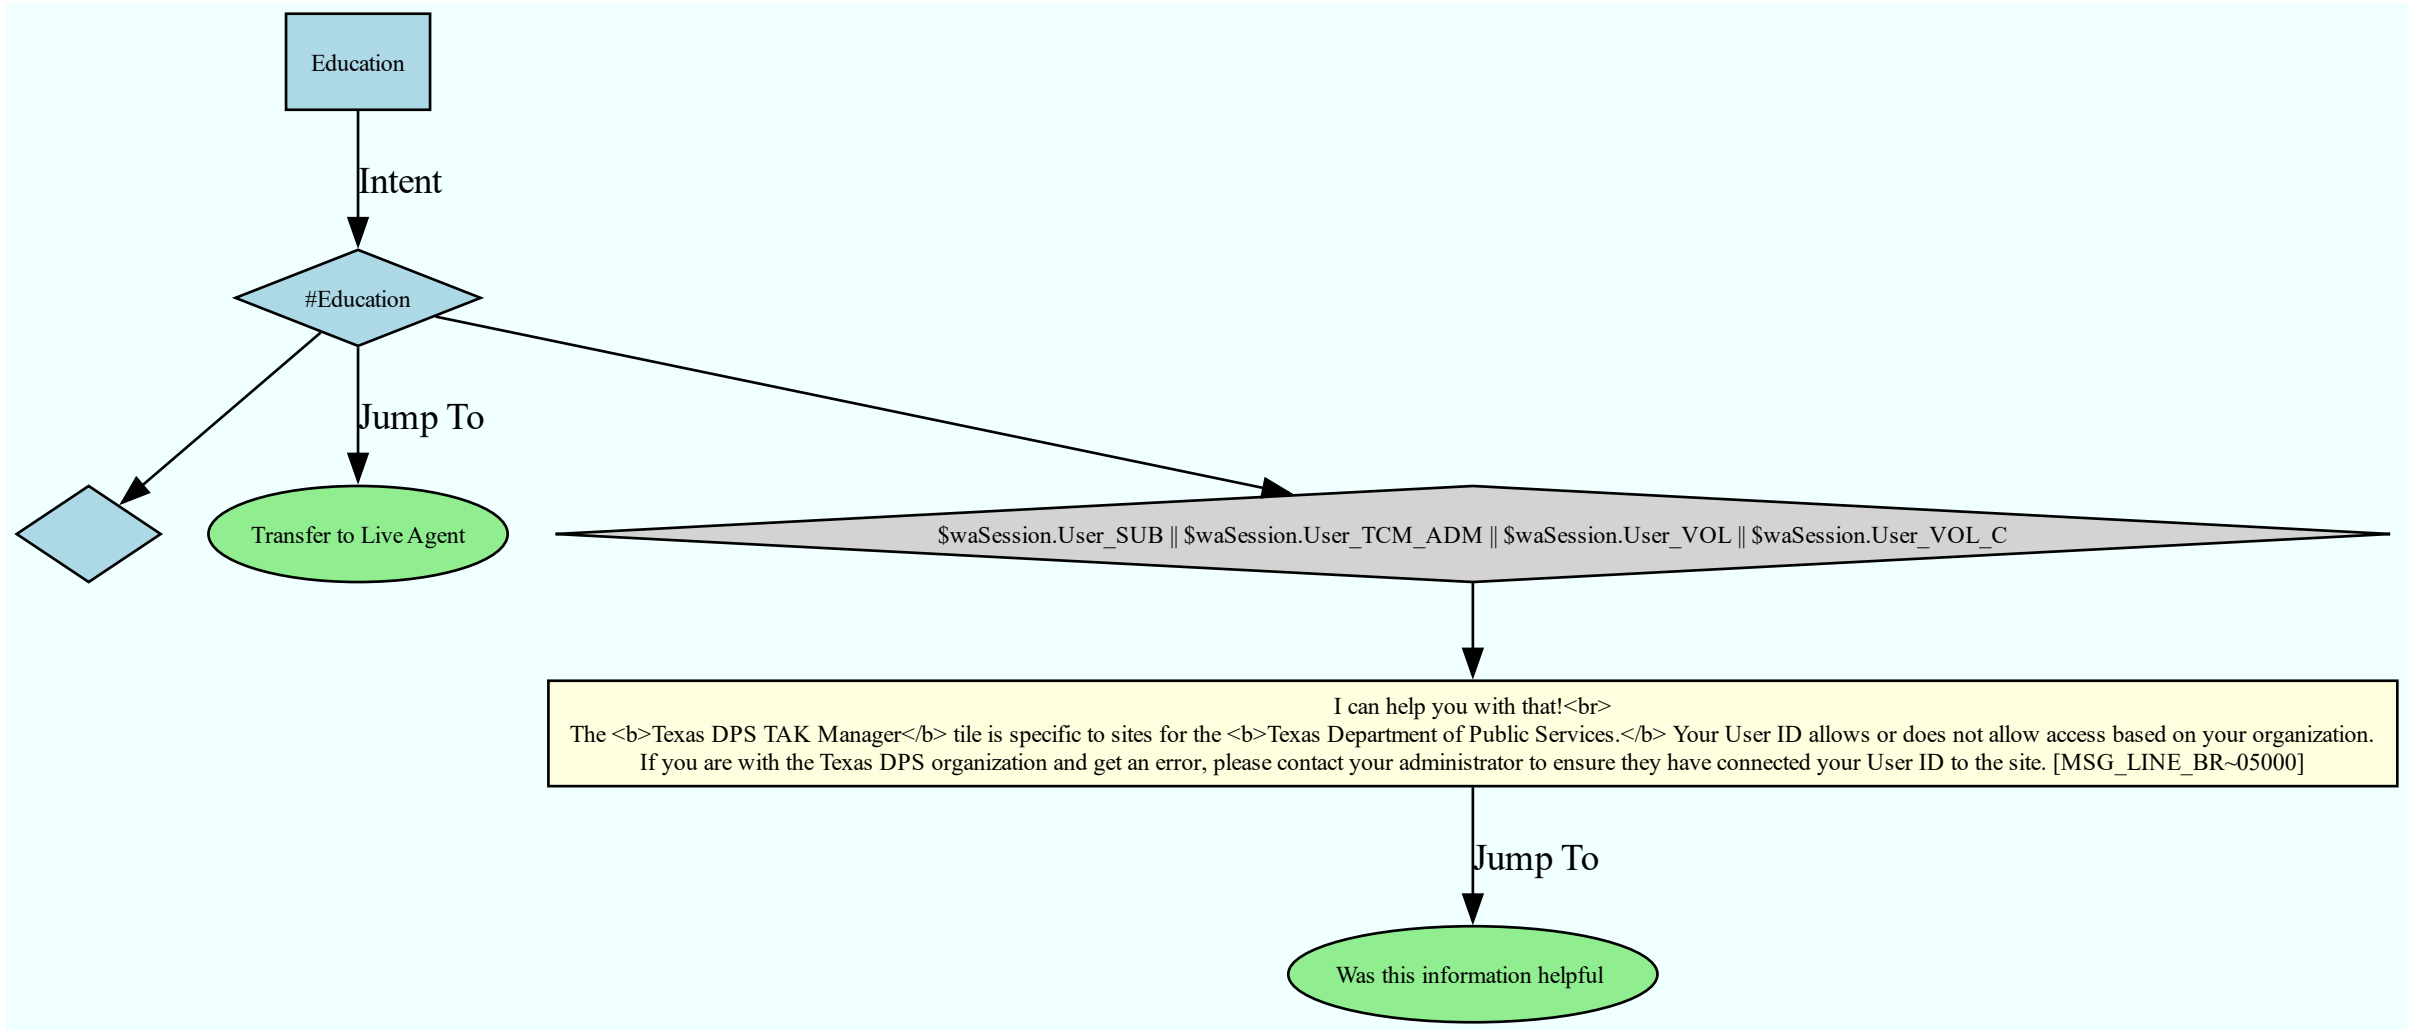 Education
Intent
#Education
Jump To
Transfer to Live Agent
$waSession.User_SUB || $waSession.User_TCM_ADM || $waSession.User_VOL || $waSession.User_VOL_C
I can help you with that!<br>
The <b>Texas DPS TAK Manager</b> tile is specific to sites for the <b>Texas Department of Public Services.</b> Your User ID allows or does not allow access based on your organization.
If you are with the Texas DPS organization and get an error, please contact your administrator to ensure they have connected your User ID to the site. [MSG_LINE_BR~05000]
Jump To
Was this information helpful